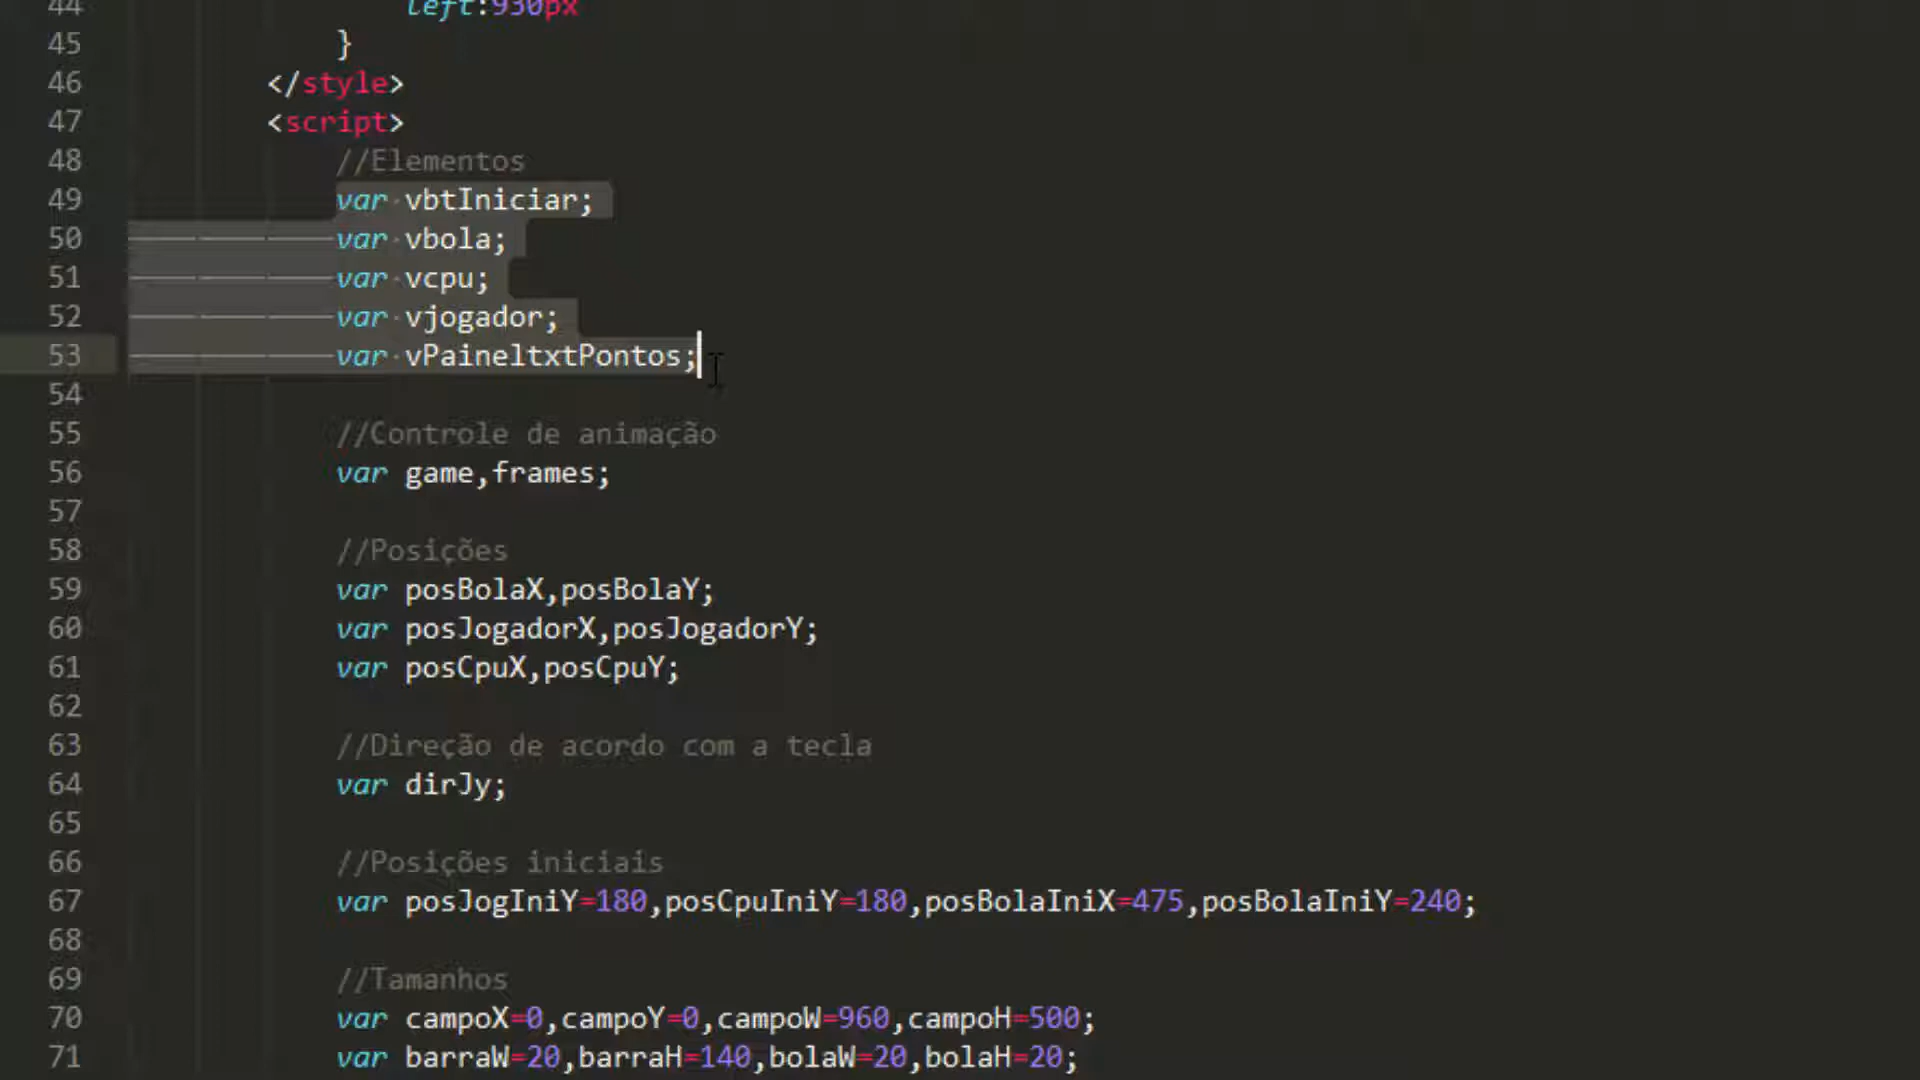 44 left:930px
45 }
46 </style>
47 <script>
48 //Elementos
49 var vbtIniciar;
50 var vbola;
51 var vcpu;
52 var vjogador;
53 var vPaineltxtPontos;
54
55 //Controle de animação
56 var game,frames;
57
58 //Posições
59 var posBolaX,posBolaY;
60 var posJogadorX,posJogadorY;
61 var posCpuX,posCpuY;
62
63 //Direção de acordo com a tecla
64 var dirJy;
65
66 //Posições iniciais
67 var posJogIniY=180,posCpuIniY=180,posBolaIniX=475,posBolaIniY=240;
68
69 //Tamanhos
70 var campoX=0,campoY=0,campoW=960,campoH=500;
71 var barraW=20,barraH=140,bolaW=20,bolaH=20;